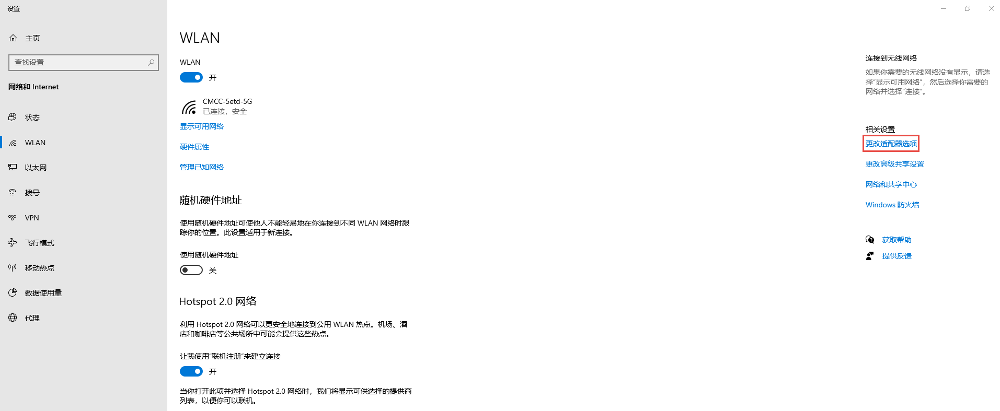 设置
主页
查找设置
网络和 Internet
状态
WLAN
以太网
拨号
VPN
飞行模式
移动热点
数据使用量
代理
WLAN
WLAN
开
CMCC-5etd-5G
已连接，安全
显示可用网络
硬件属性
管理已知网络
随机硬件地址
使用随机硬件地址可使他人不能轻易地在你连接到不同 WLAN 网络时跟
踪你的位置。此设置适用于新连接。
使用随机硬件地址
关
Hotspot 2.0 网络
利用 Hotspot 2.0 网络可以更安全地连接到公用 WLAN 热点。机场、酒
店和咖啡店等公共场所中可能会提供这些热点。
让我使用“联机注册”来建立连接
开
当你打开此项并选择 Hotspot 2.0 网络时，我们将显示可供选择的提供商
列表，以便你可以联机。
连接到无线网络
如果你需要的无线网络没有显示，请选
择“显示可用网络”，然后选择你需要的
网络并选择“连接”。
相关设置
更改适配器选项
更改高级共享设置
网络和共享中心
Windows 防火墙
获取帮助
提供反馈